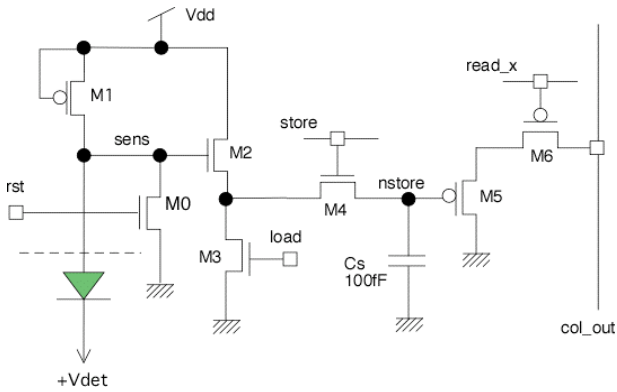 Vdd
read_x
M1
store
sens
M2
M6
nstore
rst
M0
M4
M5
load
M3
Cs
100fF
col_out
+Vdet